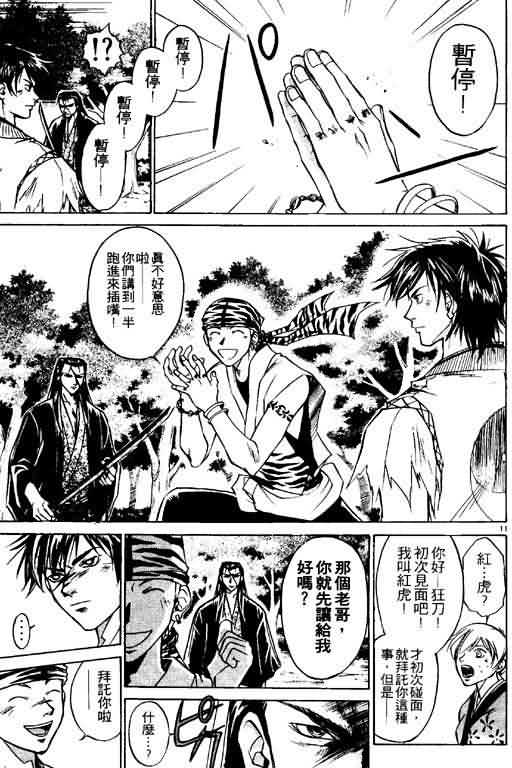 暫停！
暫停！
暫停！
暫停！
暫停
!?
真不好意思
啦──
你們講到一半
跑進來插嘴！
11
紅…虎？
你好─狂刀！
初次見面吧！
我叫紅虎！
才初次碰面，
就拜託你這種
事，但是──
那個老哥，
你就先讓給我
好嗎？
…
拜託你啦
什麼…？